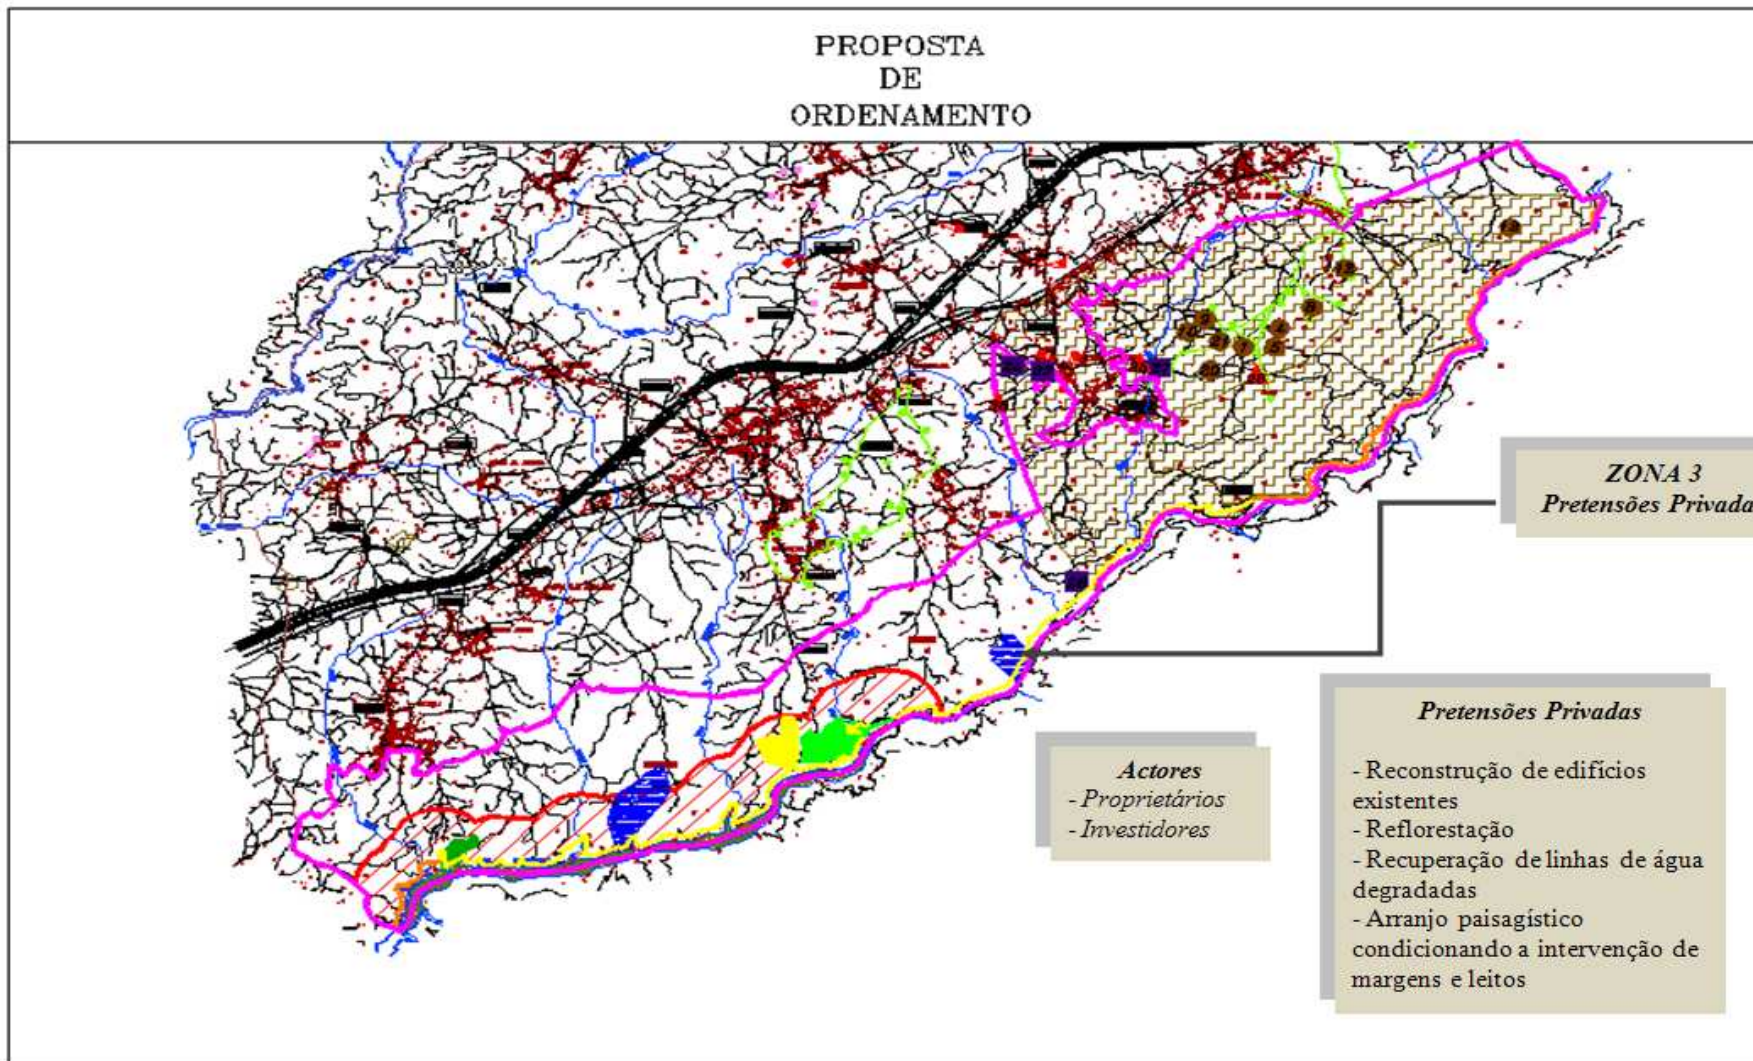 PROPOSTA
DE
ORDENAMENTO
ZONA 3
Pretensões Privada
Actores
- Proprietários
- Investidores
Pretensões Privadas
- Reconstrução de edifícios
existentes
- Reflorestação
- Recuperação de linhas de água
degradadas
- Arranjo paisagístico
condicionando a intervenção de
margens e leitos